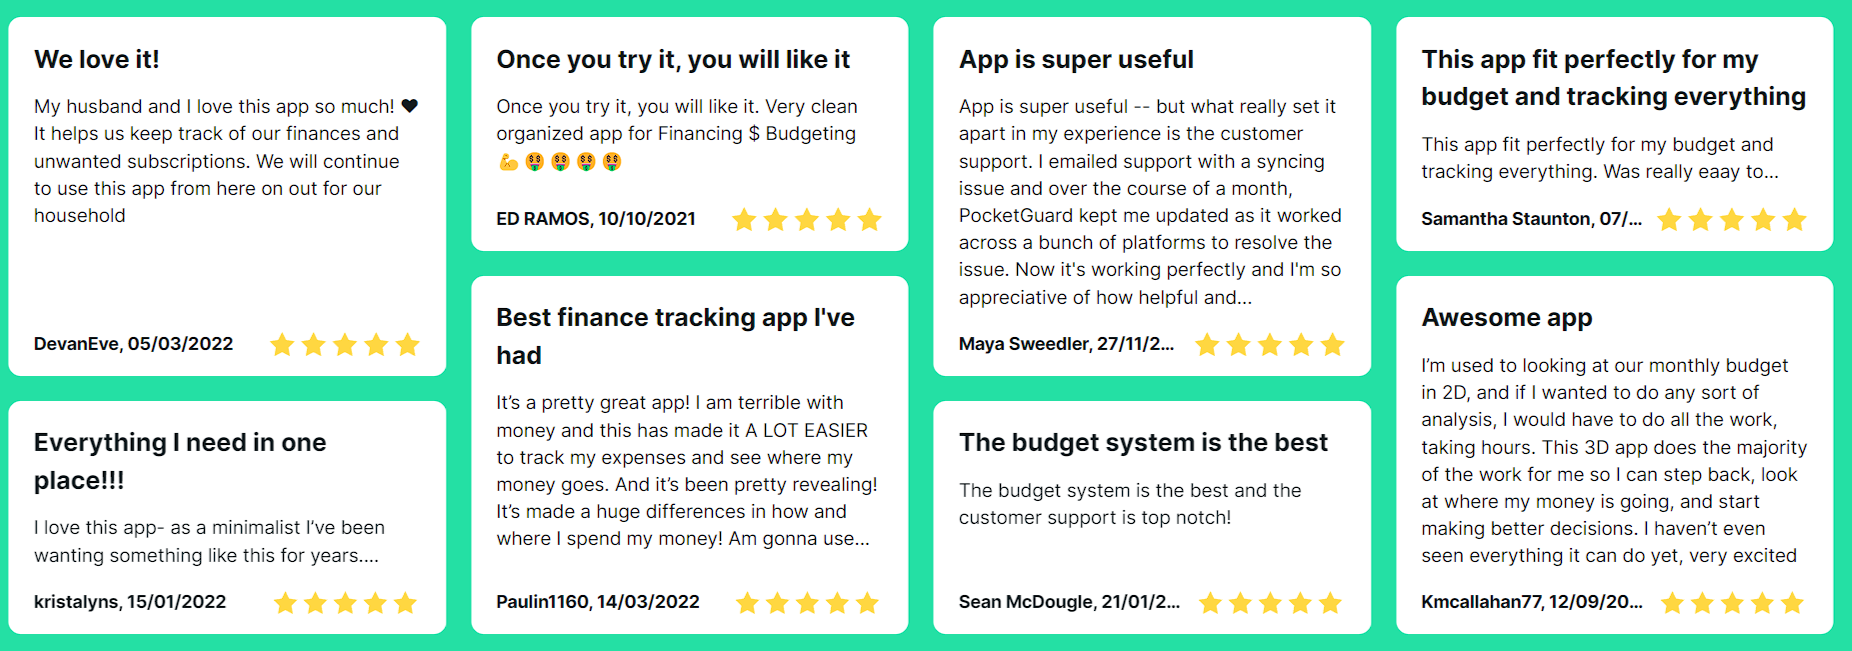 We love it!
My husband and I love this app so much! ❤
It helps us keep track of our finances and
unwanted subscriptions. We will continue
to use this app from here on out for our
household
DevanEve, 05/03/2022
Everything I need in one
place!!!
I love this app- as a minimalist I’ve been
wanting something like this for years....
kristalyns, 15/01/2022
Once you try it, you will like it
Once you try it, you will like it. Very clean
organized app for Financing $ Budgeting
💪🤑🤑🤑🤑
ED RAMOS, 10/10/2021
Best finance tracking app I've
had
It’s a pretty great app! I am terrible with
money and this has made it A LOT EASIER
to track my expenses and see where my
money goes. And it’s been pretty revealing!
It’s made a huge differences in how and
where I spend my money! Am gonna use...
Paulin1160, 14/03/2022
App is super useful
App is super useful -- but what really set it
apart in my experience is the customer
support. I emailed support with a syncing
issue and over the course of a month,
PocketGuard kept me updated as it worked
across a bunch of platforms to resolve the
issue. Now it's working perfectly and I'm so
appreciative of how helpful and...
Maya Sweedler, 27/11/2...
The budget system is the best
The budget system is the best and the
customer support is top notch!
Sean McDougle, 21/01/2...
This app fit perfectly for my
budget and tracking everything
This app fit perfectly for my budget and
tracking everything. Was really eaay to...
Samantha Staunton, 07/...
Awesome app
I’m used to looking at our monthly budget
in 2D, and if I wanted to do any sort of
analysis, I would have to do all the work,
taking hours. This 3D app does the majority
of the work for me so I can step back, look
at where my money is going, and start
making better decisions. I haven’t even
seen everything it can do yet, very excited
Kmcallahan77, 12/09/20...